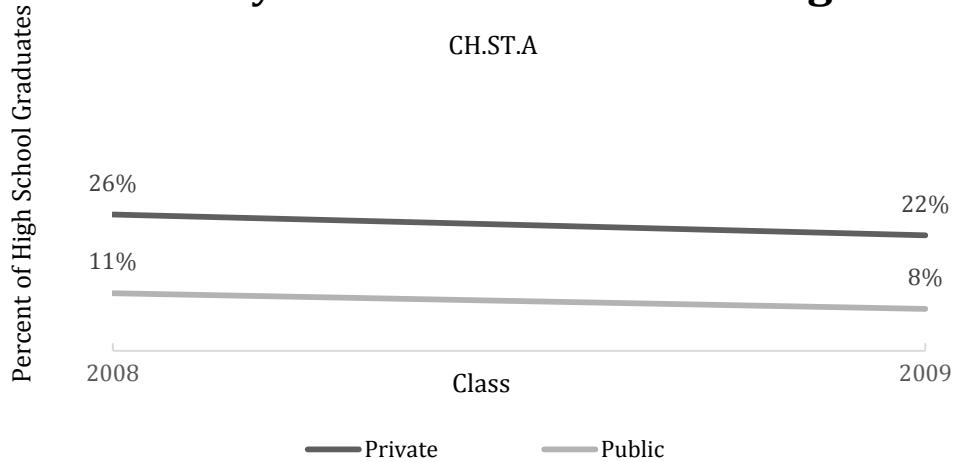 CH.ST.A
Percent of High School Graduates
26%
22%
11%
8%
2008
2009
Class
Private
Public